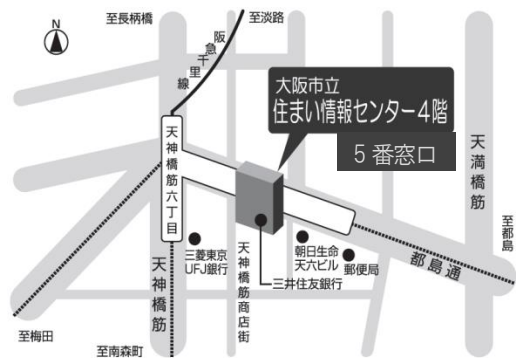 N
至長柄橋
至淡路
阪急千里線
大阪市立
住まい情報センター4階
5番窓口
天神橋筋六丁目
天満橋筋
至都島
三菱東京
UFJ銀行
朝日生命
天六ビル
郵便局
都島通
三井住友銀行
天神橋筋
天神橋筋商店街
至梅田
至南森町